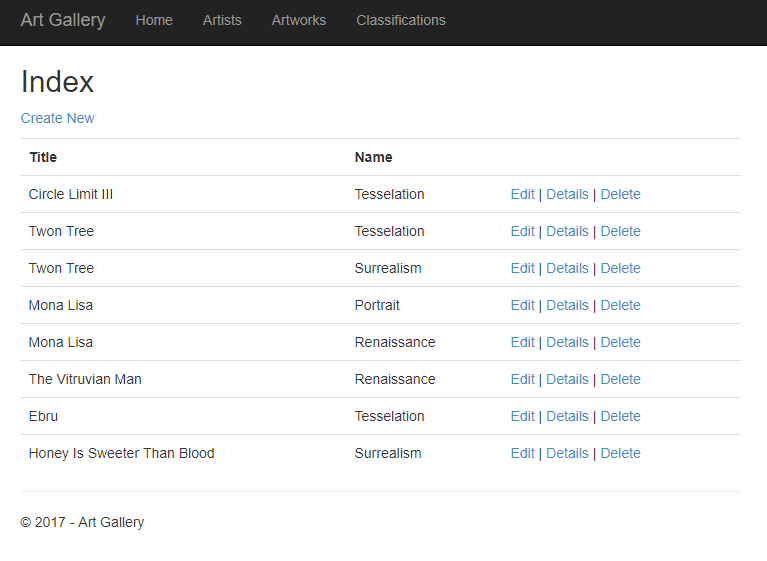 Art Gallery Home Artists Artworks Classifications
Index
Create New
Title Name
Circle Limit III Tesselation Edit | Details | Delete
Twon Tree Tesselation Edit | Details | Delete
Twon Tree Surrealism Edit | Details | Delete
Mona Lisa Portrait Edit | Details | Delete
Mona Lisa Renaissance Edit | Details | Delete
The Vitruvian Man Renaissance Edit | Details | Delete
Ebru Tesselation Edit | Details | Delete
Honey Is Sweeter Than Blood Surrealism Edit | Details | Delete
© 2017 - Art Gallery